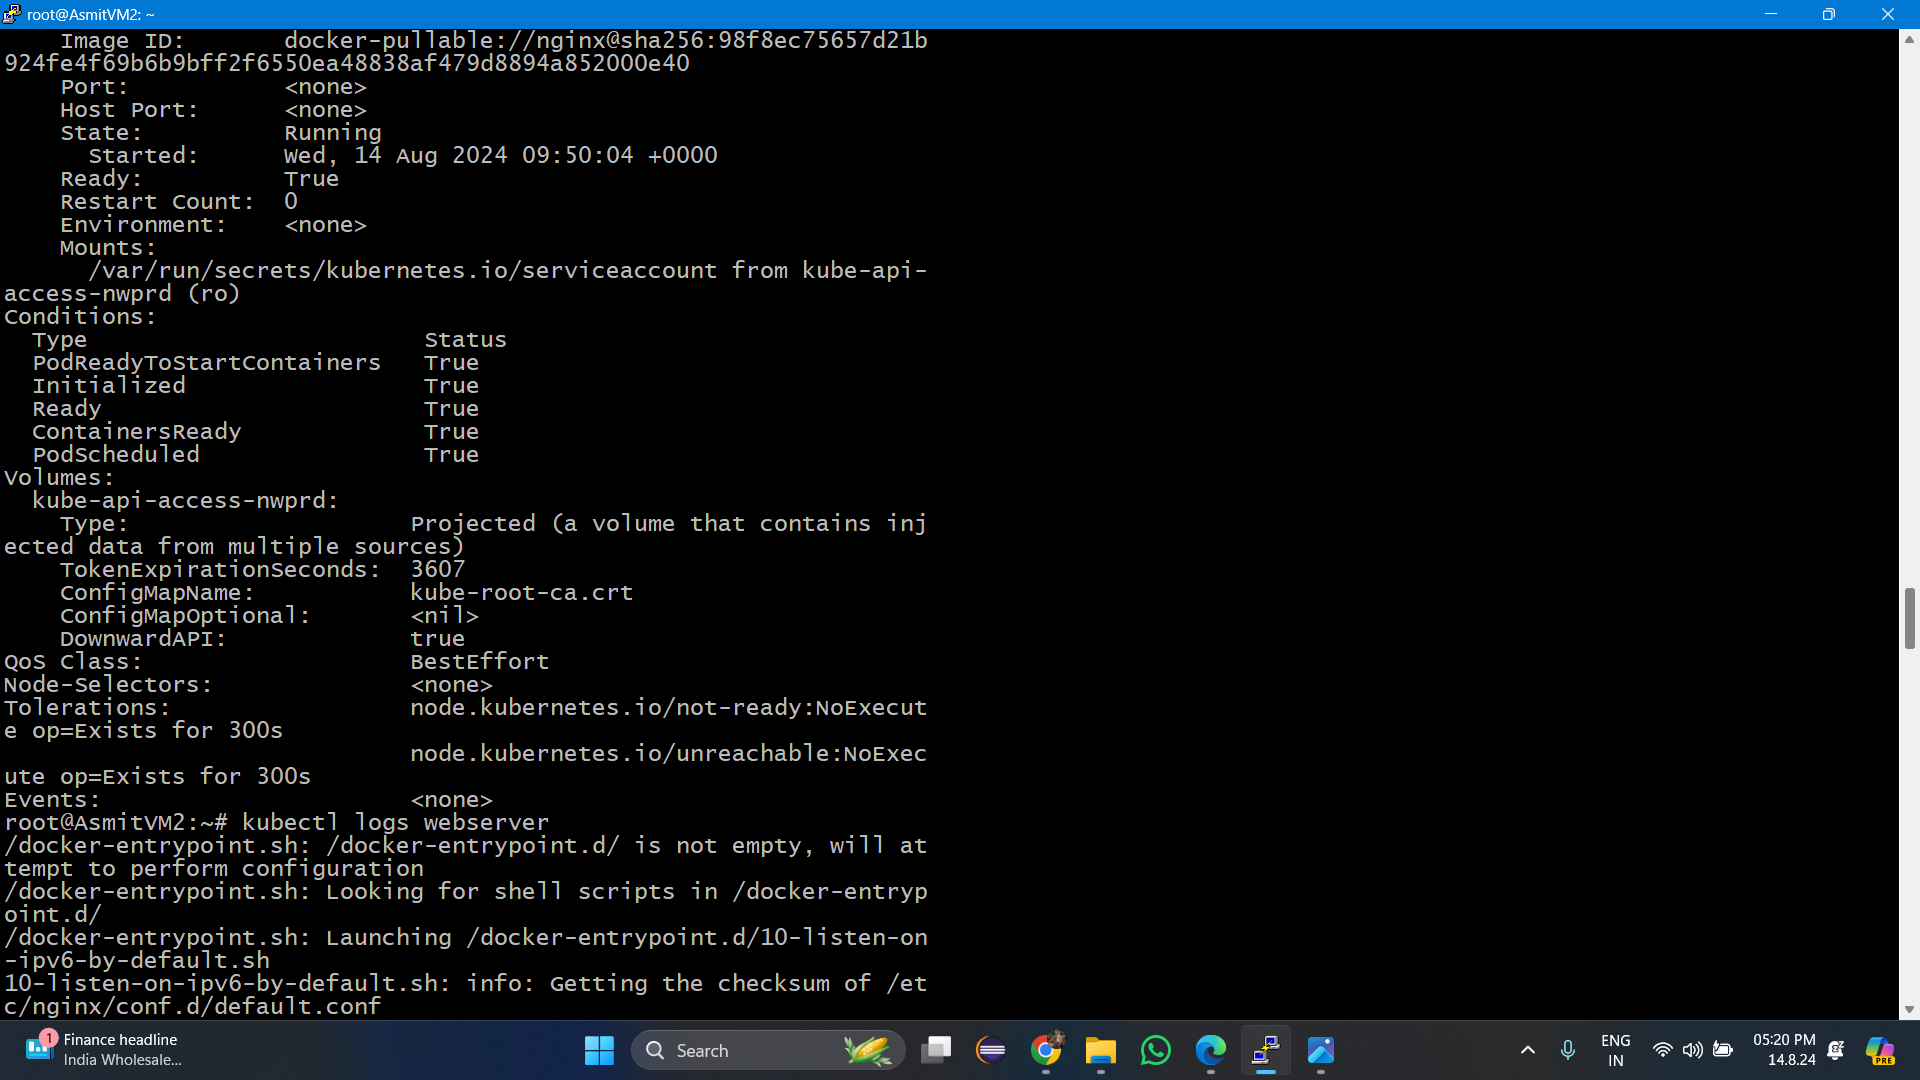 root@AsmitVM2: ~
    Image ID:       docker-pullable://nginx@sha256:98f8ec75657d21b
924fe4f69b6b9bff2f6550ea48838af479d8894a852000e40
    Port:           <none>
    Host Port:      <none>
    State:          Running
      Started:      Wed, 14 Aug 2024 09:50:04 +0000
    Ready:          True
    Restart Count:  0
    Environment:    <none>
    Mounts:
      /var/run/secrets/kubernetes.io/serviceaccount from kube-api-
access-nwprd (ro)
Conditions:
  Type                        Status
  PodReadyToStartContainers   True
  Initialized                 True
  Ready                       True
  ContainersReady             True
  PodScheduled                True
Volumes:
  kube-api-access-nwprd:
    Type:                    Projected (a volume that contains inj
ected data from multiple sources)
    TokenExpirationSeconds:  3607
    ConfigMapName:           kube-root-ca.crt
    ConfigMapOptional:       <nil>
    DownwardAPI:             true
QoS Class:                   BestEffort
Node-Selectors:              <none>
Tolerations:                 node.kubernetes.io/not-ready:NoExecut
e op=Exists for 300s
                             node.kubernetes.io/unreachable:NoExec
ute op=Exists for 300s
Events:                      <none>
root@AsmitVM2:~# kubectl logs webserver
/docker-entrypoint.sh: /docker-entrypoint.d/ is not empty, will at
tempt to perform configuration
/docker-entrypoint.sh: Looking for shell scripts in /docker-entryp
oint.d/
/docker-entrypoint.sh: Launching /docker-entrypoint.d/10-listen-on
-ipv6-by-default.sh
10-listen-on-ipv6-by-default.sh: info: Getting the checksum of /et
c/nginx/conf.d/default.conf
1
Finance headline
India Wholesale...
Search
ENG
IN
05:20 PM
14.8.24
PRE